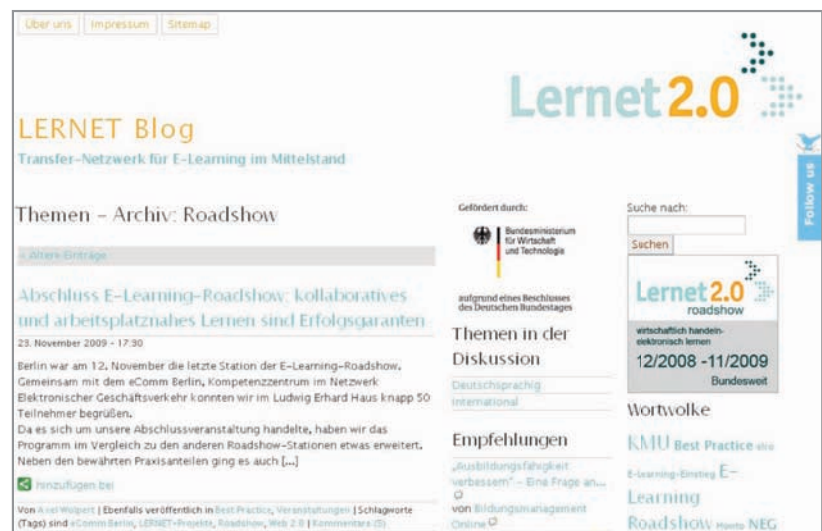 Über uns Impressum Sitemap
Lernet 2.0
LERNET Blog
Transfer-Netzwerk für E-Learning im Mittelstand
Follow us
Themen - Archiv: Roadshow
« Ältere Einträge
Abschluss E-Learning-Roadshow: kollaboratives
und arbeitsplatznahes Lernen sind Erfolgsgaranten
23. November 2009 - 17:30
Berlin war am 12. November die letzte Station der E-Learning-Roadshow.
Gemeinsam mit dem eComm Berlin, Kompetenzzentrum im Netzwerk
Elektronischer Geschäftsverkehr konnten wir im Ludwig Erhard Haus knapp 50
Teilnehmer begrüßen.
Da es sich um unsere Abschlussveranstaltung handelte, haben wir das
Programm im Vergleich zu den anderen Roadshow-Stationen etwas erweitert.
Neben den bewährten Praxisanteilen ging es auch [...]
hinzufügen bei
Von Axel Wolpert | Ebenfalls veröffentlicht in Best Practice, Veranstaltungen | Schlagworte
(Tags) sind eComm Berlin, LERNET-Projekte, Roadshow, Web 2.0 | Kommentare (5)
Gefördert durch:
Bundesministerium
für Wirtschaft
und Technologie
aufgrund eines Beschlusses
des Deutschen Bundestages
Themen in der
Diskussion
Deutschsprachig
International
Empfehlungen
„Ausbildungsfähigkeit
verbessern" – Eine Frage an...
von Bildungsmanagement
Online
Suche nach:
Suchen
Lernet 2.0
roadshow
wirtschaftlich handeln-
elektronisch lernen
12/2008 -11/2009
Bundesweit
Wortwolke
KMU Best Practice
E-Learning-Einstieg E-
Learning
Roadshow NEG